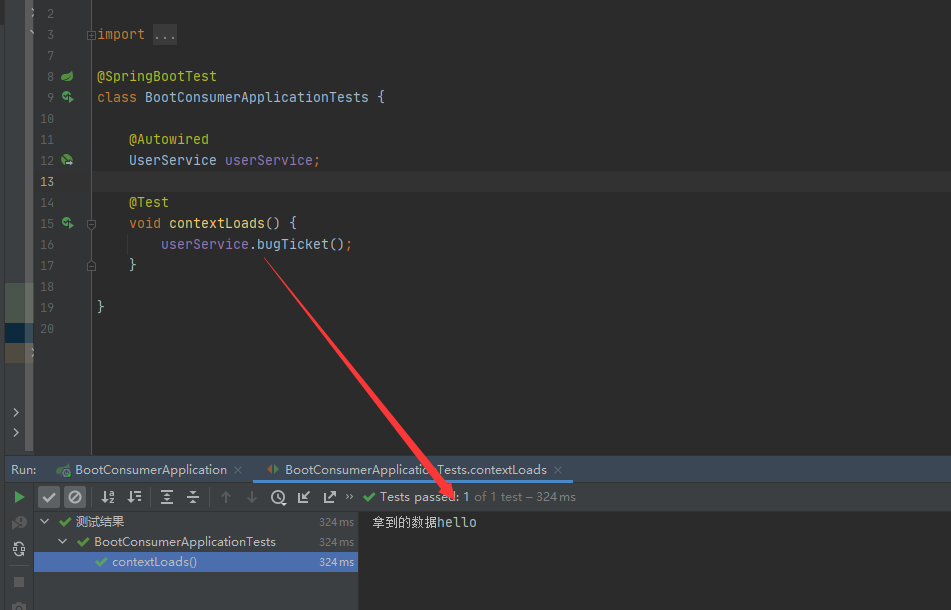 2
3 import ...
7
8 @SpringBootTest
9 class BootConsumerApplicationTests {
10
11 @Autowired
12 UserService userService;
13
14 @Test
15 void contextLoads() {
16 userService.bugTicket();
17 }
18
19 }
20
Run: BootConsumerApplication × BootConsumerApplicationTests.contextLoads ×
» Tests passed: 1 of 1 test – 324 ms
测试结果 324 ms 拿到的数据hello
BootConsumerApplicationTests 324 ms
contextLoads() 324 ms